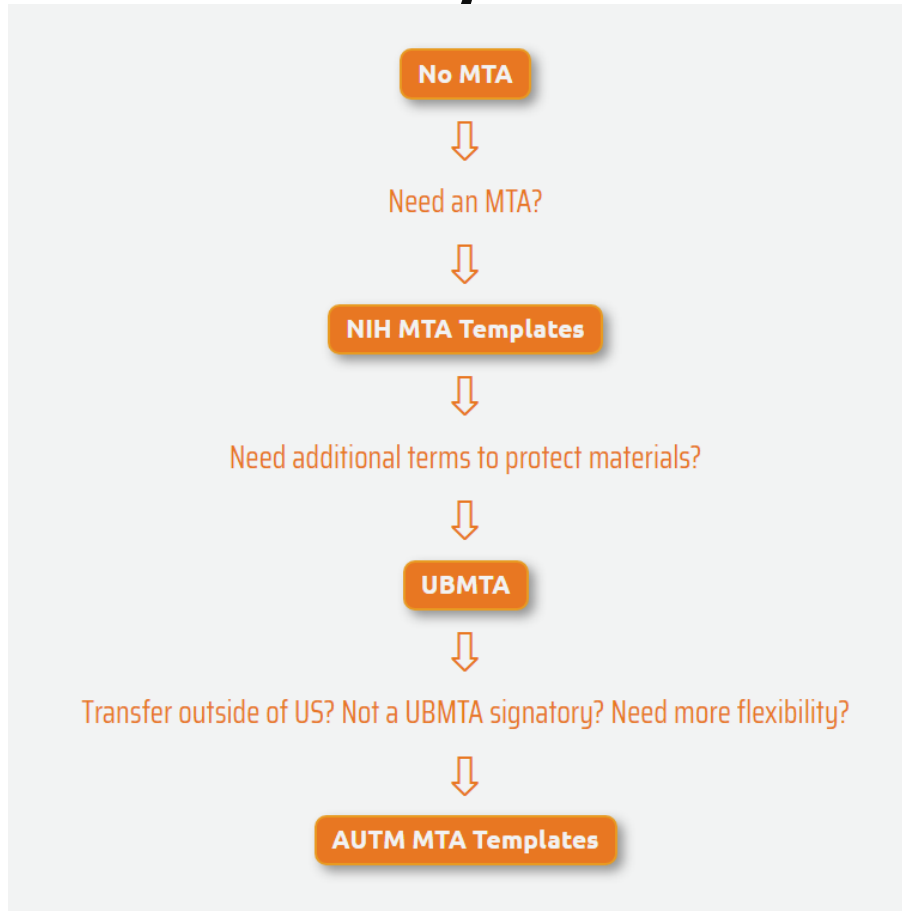 No MTA
Need an MTA?
NIH MTA Templates
Need additional terms to protect materials?
UBMTA
Transfer outside of US? Not a UBMTA signatory? Need more flexibility?
AUTM MTA Templates